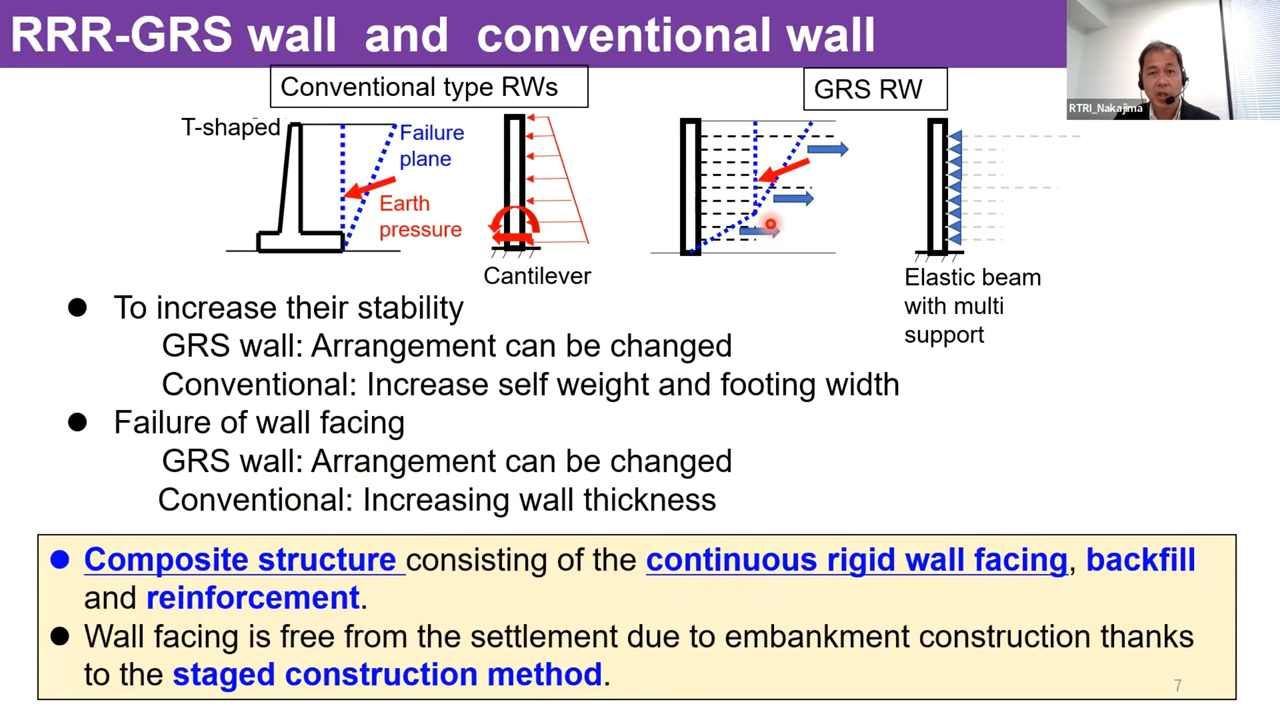 RRR-GRS wall and conventional wall
RTRI_Nakajima
Conventional type RWs
GRS RW
T-shaped
Failure
plane
Earth
pressure
Cantilever
Elastic beam
with multi
support
● To increase their stability
GRS wall: Arrangement can be changed
Conventional: Increase self weight and footing width
● Failure of wall facing
GRS wall: Arrangement can be changed
Conventional: Increasing wall thickness
● Composite structure consisting of the continuous rigid wall facing, backfill
and reinforcement.
● Wall facing is free from the settlement due to embankment construction thanks
to the staged construction method.
7